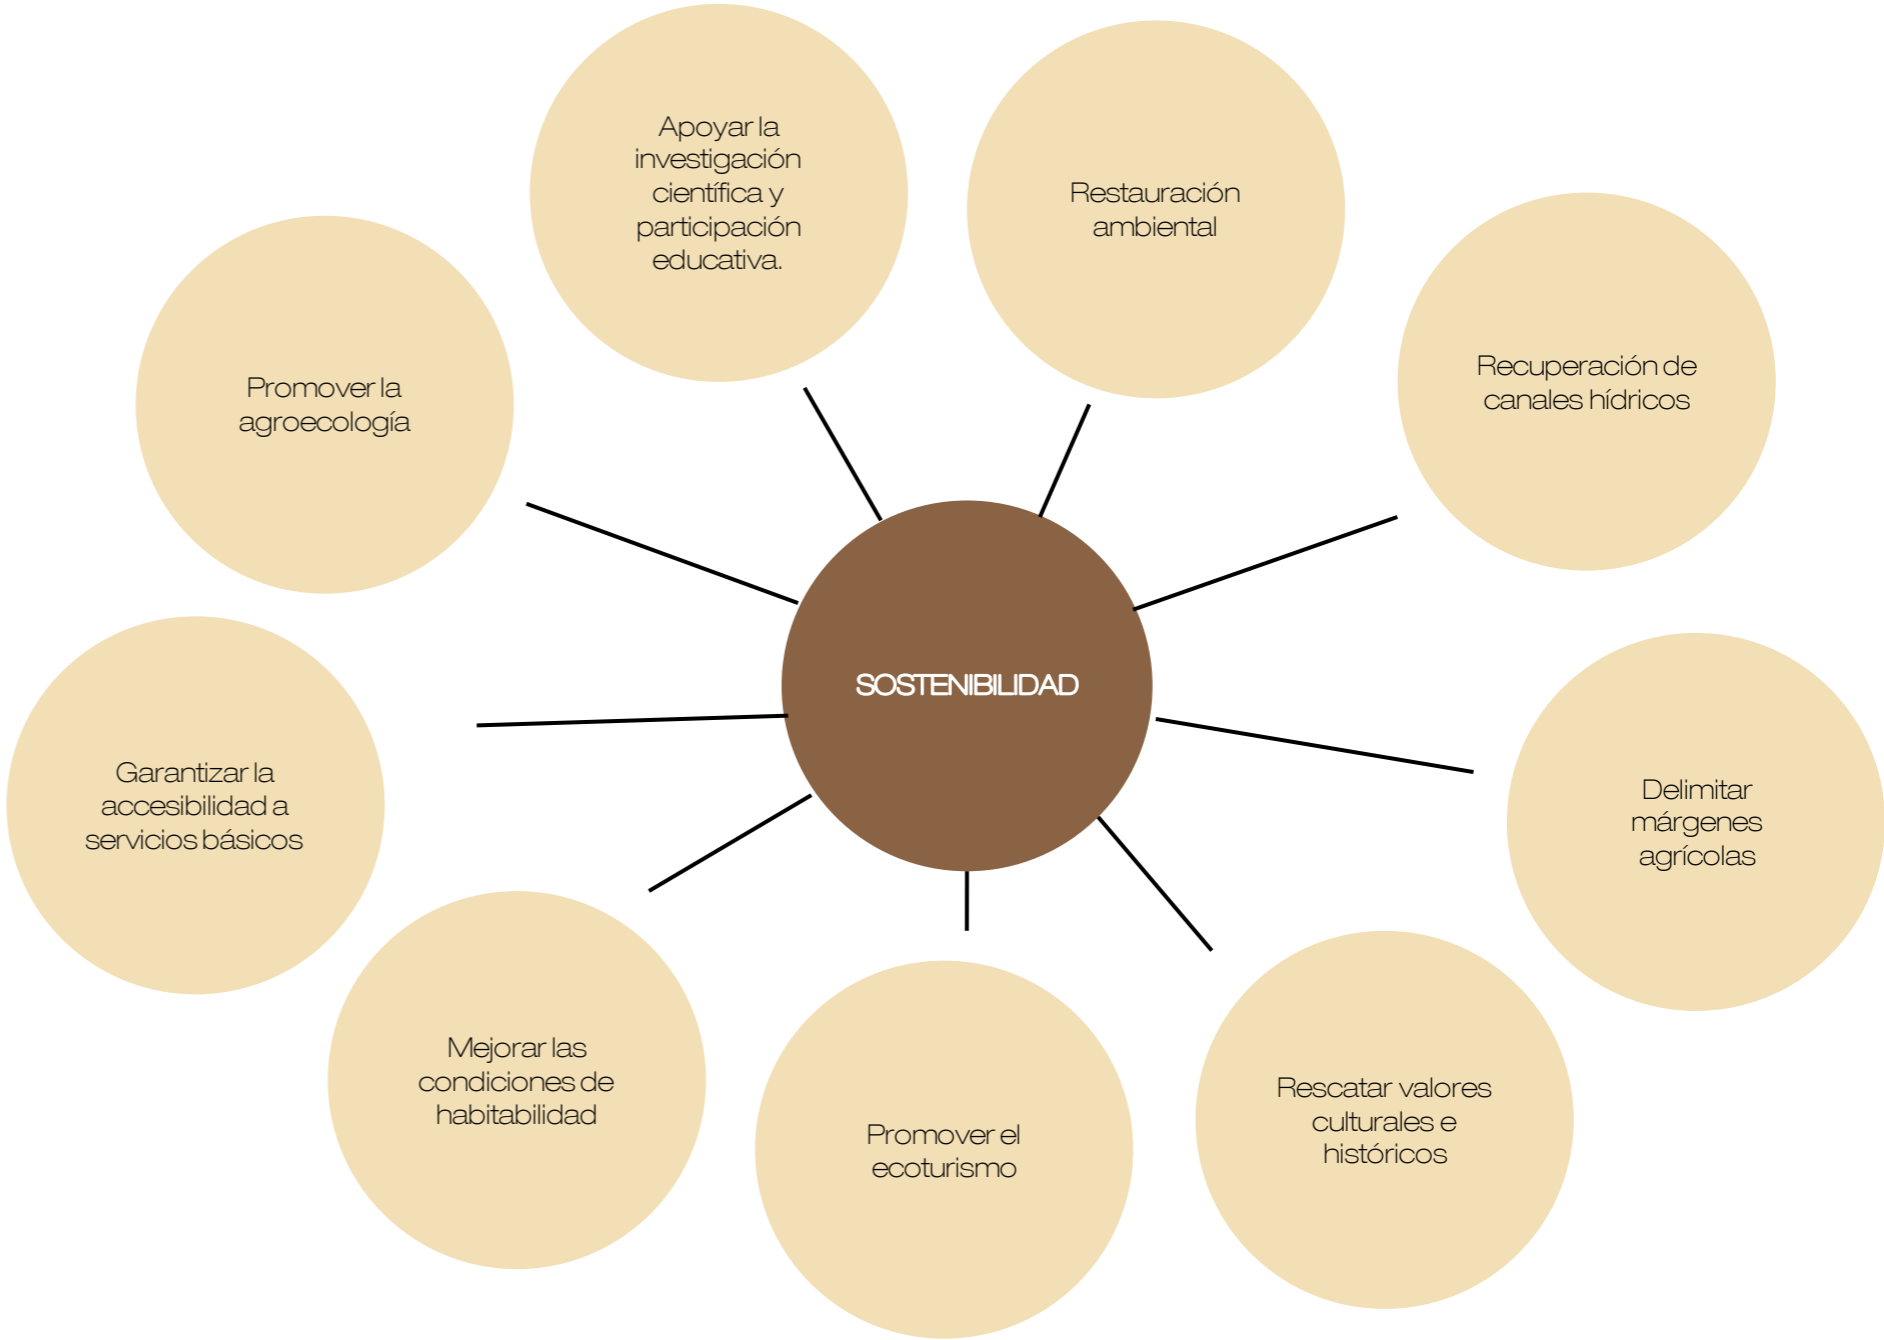 Apoyar la
investigación
científica y
participación
educativa.
Restauración
ambiental
Recuperación de
canales hídricos
Promover la
agroecología
SOSTENIBILIDAD
Garantizar la
accesibilidad a
servicios básicos
Delimitar
márgenes
agrícolas
Mejorar las
condiciones de
habitabilidad
Promover el
ecoturismo
Rescatar valores
culturales e
históricos